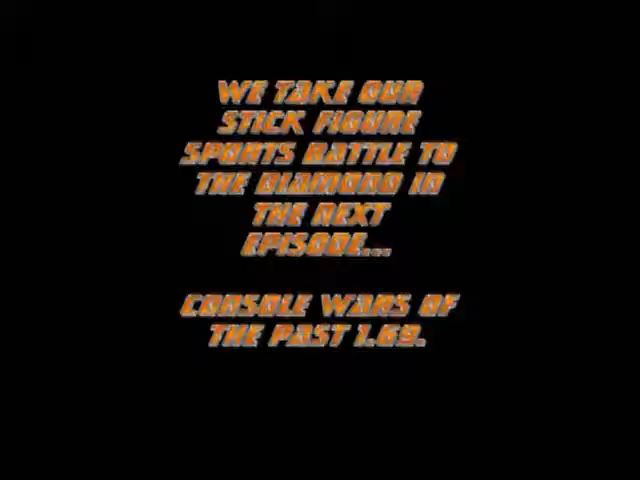 WE TAKE OUR
STICK FIGURE
SPORTS BATTLE TO
THE DIAMOND IN
THE NEXT
EPISODE...
CONSOLE WARS OF
THE PAST 1.69.